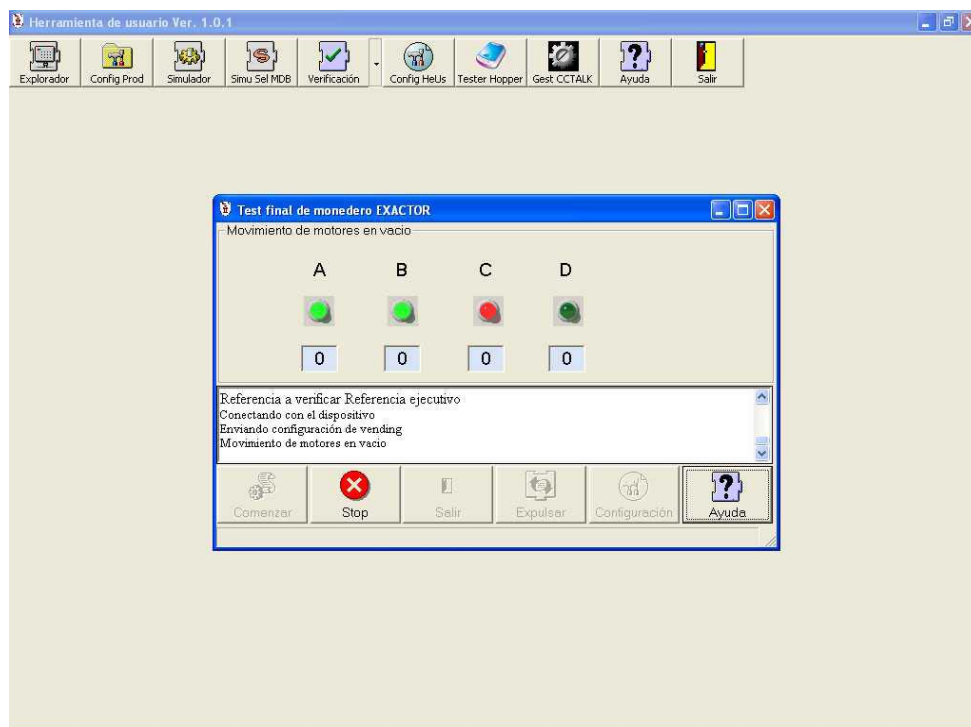 Herramienta de usuario Ver. 1.0.1
Explorador Config Prod Simulador Simu Sel MDB Verificación Config HeUs Tester Hopper Gest CCTALK Ayuda Salir
Test final de monedero EXACTOR
Movimiento de motores en vacio
A B C D
0 0 0 0
Referencia a verificar Referencia ejecutivo
Conectando con el dispositivo
Enviando configuración de vending
Movimiento de motores en vacio
Comenzar Stop Salir Expulsar Configuración Ayuda